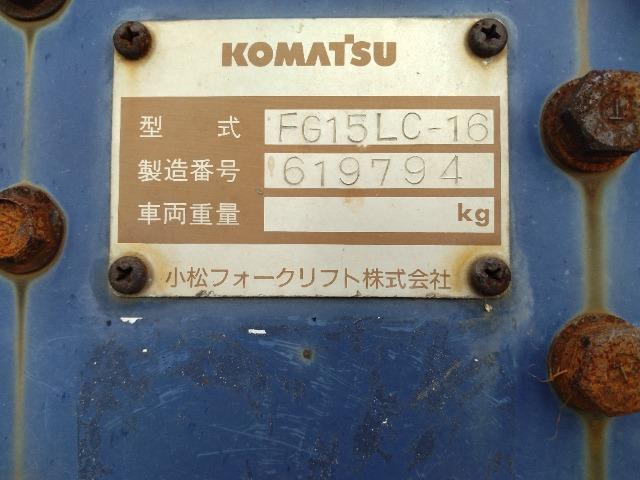 KOMATSU
型 式 FG15LC-16
製造番号 619794
車両重量 kg
小松フォークリフト株式会社